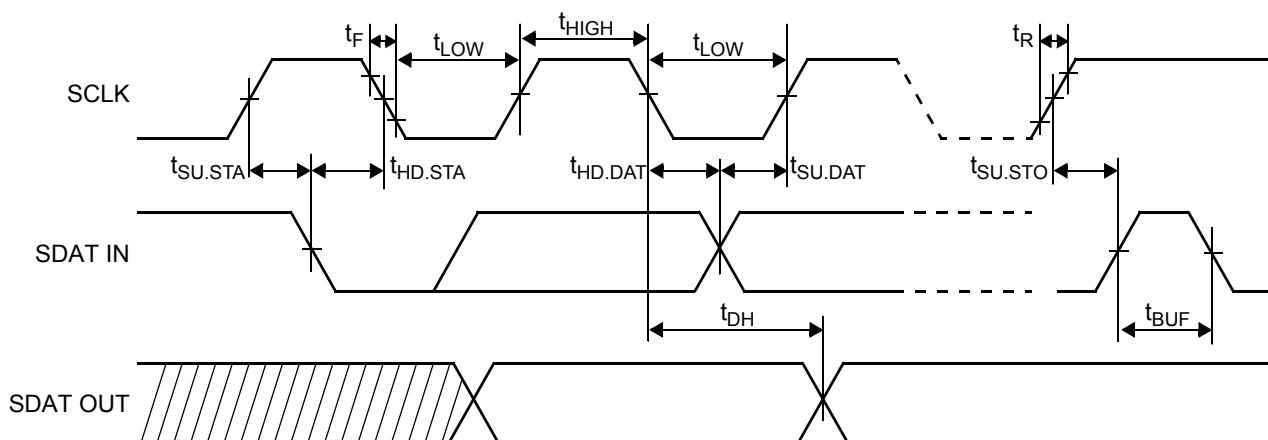 tF
tLOW
tHIGH
tLOW
tR
SCLK
tSU.STA
tHD.STA
tHD.DAT
tSU.DAT
tSU.STO
SDAT IN
tDH
tBUF
SDAT OUT